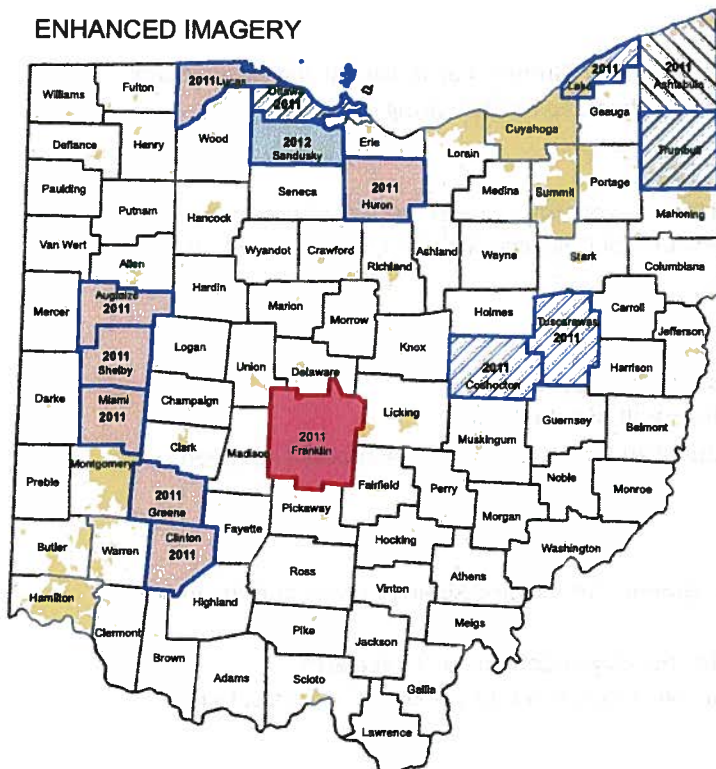 ENHANCED IMAGERY
Williams
Fulton
2011 Lucas
Ottawa
2011
Lake
2011
2011
Ashtabula
Defiance
Henry
Wood
2012
Sandusky
Erie
Lorain
Cuyahoga
Geauga
Trumbull
Paulding
Putnam
Hancock
Seneca
2011
Huron
Medina
Summit
Portage
Mahoning
Van Wert
Allen
Wyandot
Crawford
Richland
Ashland
Wayne
Stark
Columbiana
Mercer
Auglaize
2011
Hardin
Marion
Morrow
Holmes
Tuscarawas
2011
Carroll
Jefferson
2011
Shelby
Logan
Union
Delaware
Knox
2011
Coshocton
Harrison
Darke
Miami
2011
Champaign
Clark
Madison
2011
Franklin
Licking
Muskingum
Guernsey
Belmont
Preble
Montgomery
2011
Greene
Fayette
Pickaway
Fairfield
Perry
Morgan
Noble
Monroe
Butler
Warren
Clinton
2011
Ross
Hocking
Athens
Washington
Hamilton
Clermont
Brown
Highland
Pike
Vinton
Jackson
Meigs
Adams
Scioto
Gallia
Lawrence